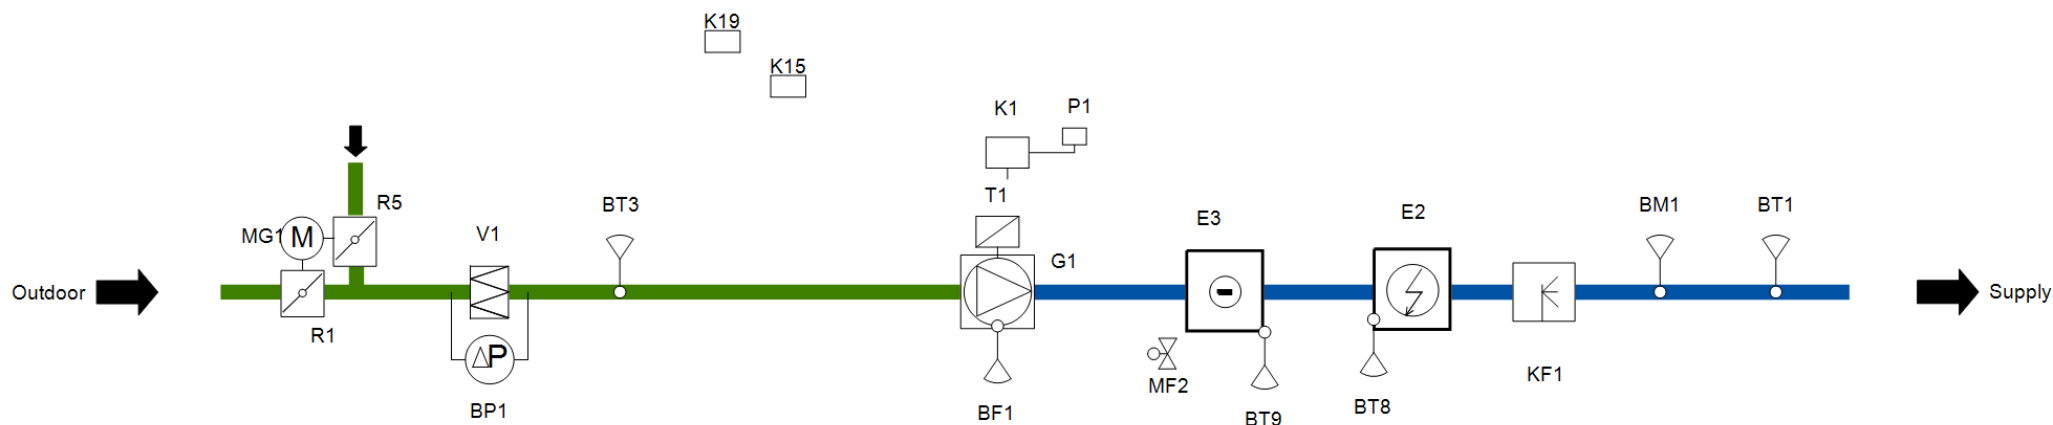 K19
K15
K1
P1
T1
R5
MG1
M
V1
BT3
G1
E3
E2
BM1
BT1
Outdoor
Supply
R1
ΔP
BP1
BF1
MF2
BT9
BT8
KF1